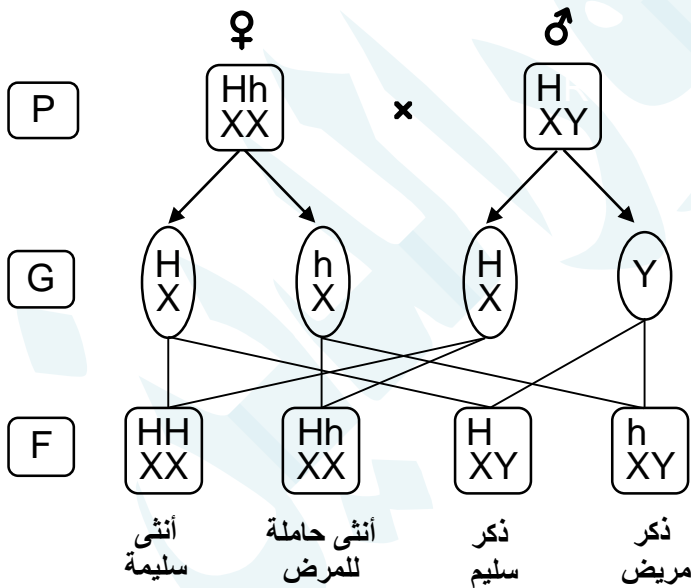 ♀ ♂
P
Hh
XX
×
H
XY
G
H
X
h
X
H
X
Y
F
HH
XX
Hh
XX
H
XY
h
XY
أنثى
سليمة
أنثى حاملة
للمرض
ذكر
سليم
ذكر
مريض